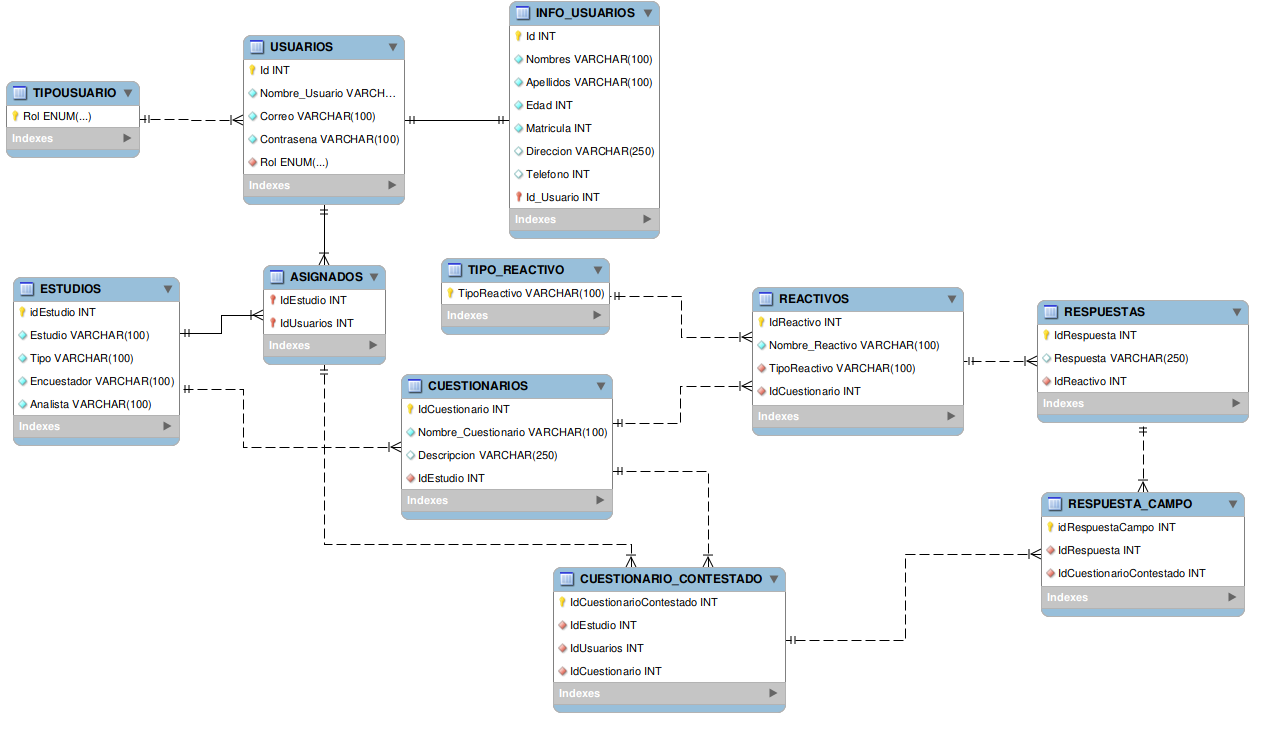 TIPOUSUARIO
Rol ENUM(...)
Indexes
USUARIOS
Id INT
Nombre_Usuario VARCH...
Correo VARCHAR(100)
Contrasena VARCHAR(100)
Rol ENUM(...)
Indexes
INFO_USUARIOS
Id INT
Nombres VARCHAR(100)
Apellidos VARCHAR(100)
Edad INT
Matricula INT
Direccion VARCHAR(250)
Telefono INT
Id_Usuario INT
Indexes
ESTUDIOS
idEstudio INT
Estudio VARCHAR(100)
Tipo VARCHAR(100)
Encuestador VARCHAR(100)
Analista VARCHAR(100)
Indexes
ASIGNADOS
IdEstudio INT
IdUsuarios INT
Indexes
TIPO_REACTIVO
TipoReactivo VARCHAR(100)
Indexes
CUESTIONARIOS
IdCuestionario INT
Nombre_Cuestionario VARCHAR(100)
Descripcion VARCHAR(250)
IdEstudio INT
Indexes
REACTIVOS
IdReactivo INT
Nombre_Reactivo VARCHAR(100)
TipoReactivo VARCHAR(100)
IdCuestionario INT
Indexes
RESPUESTAS
IdRespuesta INT
Respuesta VARCHAR(250)
IdReactivo INT
Indexes
CUESTIONARIO_CONTESTADO
IdCuestionarioContestado INT
IdEstudio INT
IdUsuarios INT
IdCuestionario INT
Indexes
RESPUESTA_CAMPO
idRespuestaCampo INT
IdRespuesta INT
IdCuestionarioContestado INT
Indexes